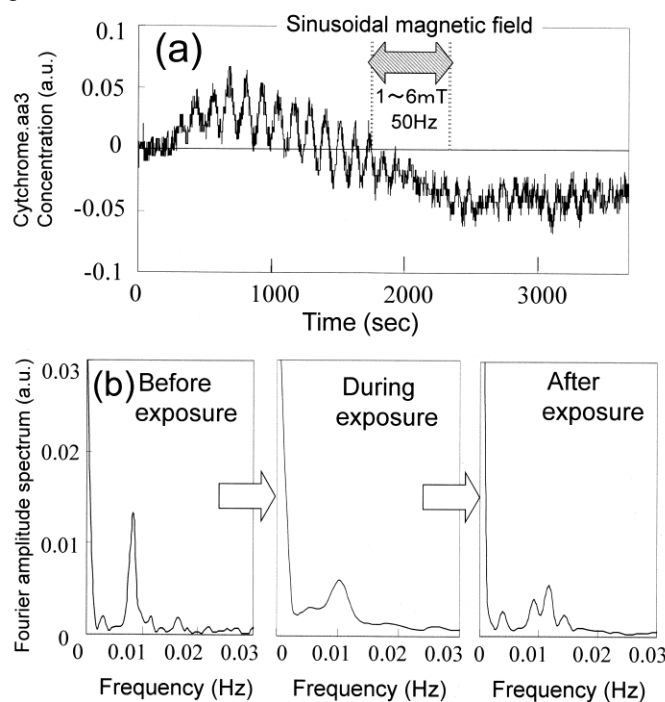 Sinusoidal magnetic field
(a)
1～6mT
50Hz
Cytchrome.aa3
Concentration (a.u.)
0.1
0.05
0
-0.05
-0.1
0
1000
2000
3000
Time (sec)
(b)
Before
exposure
During
exposure
After
exposure
Fourier amplitude spectrum (a.u.)
0.03
0.02
0.01
0
0 0.01 0.02 0.03
0 0.01 0.02 0.03
0 0.01 0.02 0.03
Frequency (Hz)
Frequency (Hz)
Frequency (Hz)